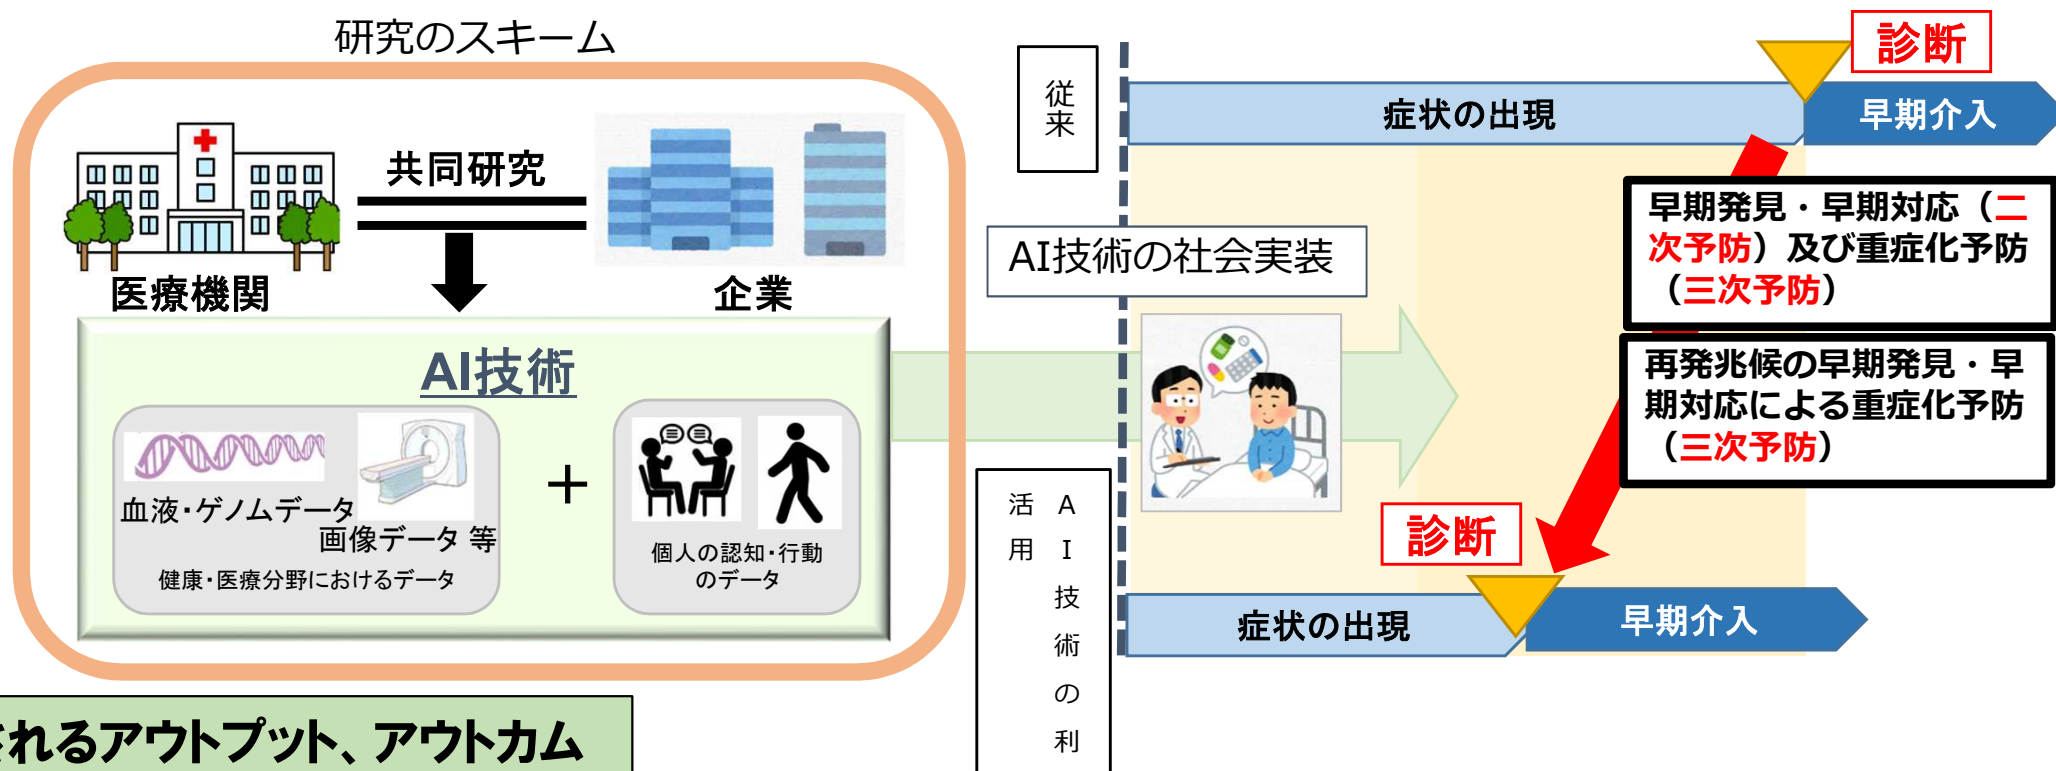 研究のスキーム
共同研究
医療機関
企業
AI技術
血液・ゲノムデータ
画像データ 等
健康・医療分野におけるデータ
+
個人の認知・行動
のデータ
従来
診断
症状の出現
早期介入
早期発見・早期対応（二
次予防）及び重症化予防
（三次予防）
AI技術の社会実装
再発兆候の早期発見・早
期対応による重症化予防
（三次予防）
AI技術の利
活用
診断
症状の出現
早期介入
れるアウトプット、アウトカム